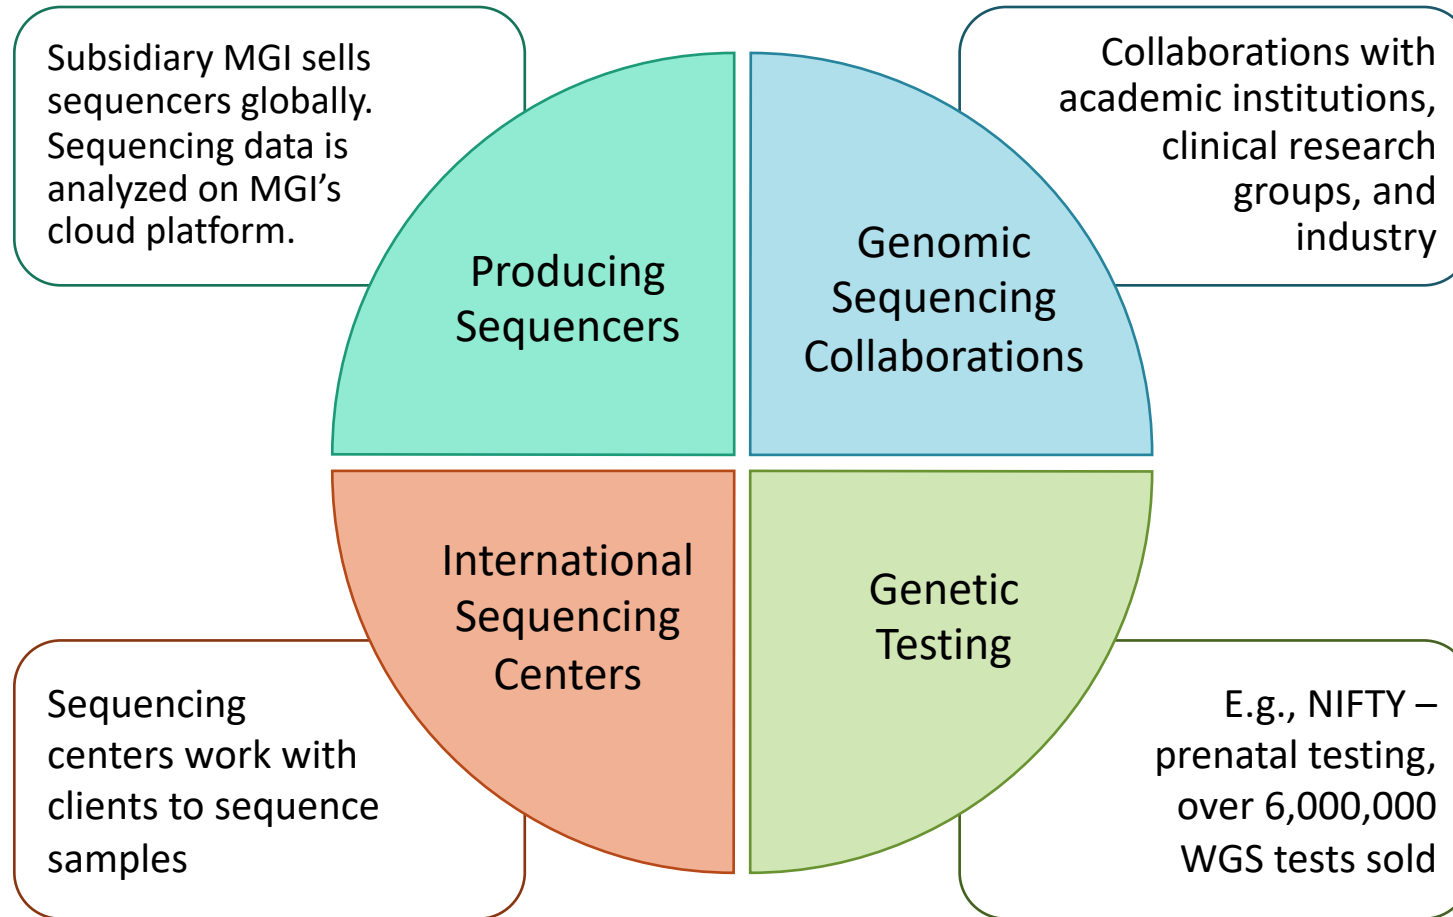 Subsidiary MGI sells
sequencers globally.
Sequencing data is
analyzed on MGI’s
cloud platform.
Collaborations with
academic institutions,
clinical research
groups, and
industry
Producing
Sequencers
Genomic
Sequencing
Collaborations
International
Sequencing
Centers
Genetic
Testing
Sequencing
centers work with
clients to sequence
samples
E.g., NIFTY –
prenatal testing,
over 6,000,000
WGS tests sold